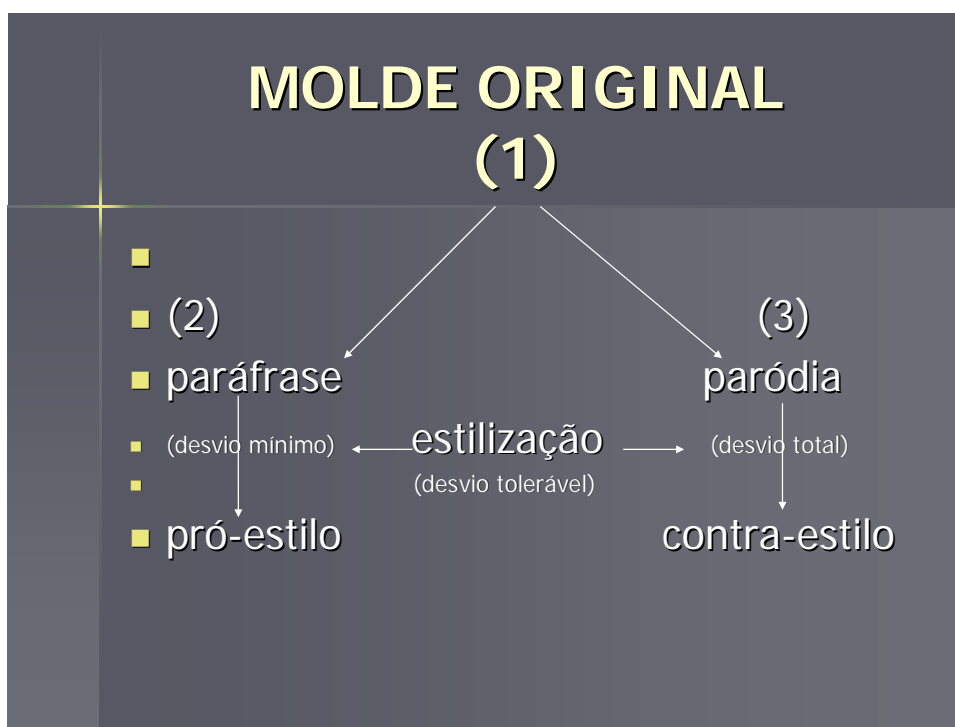 MOLDE ORIGINAL
(1)
(2) (3)
paráfrase paródia
(desvio mínimo) estilização (desvio total)
(desvio tolerável)
pró-estilo contra-estilo